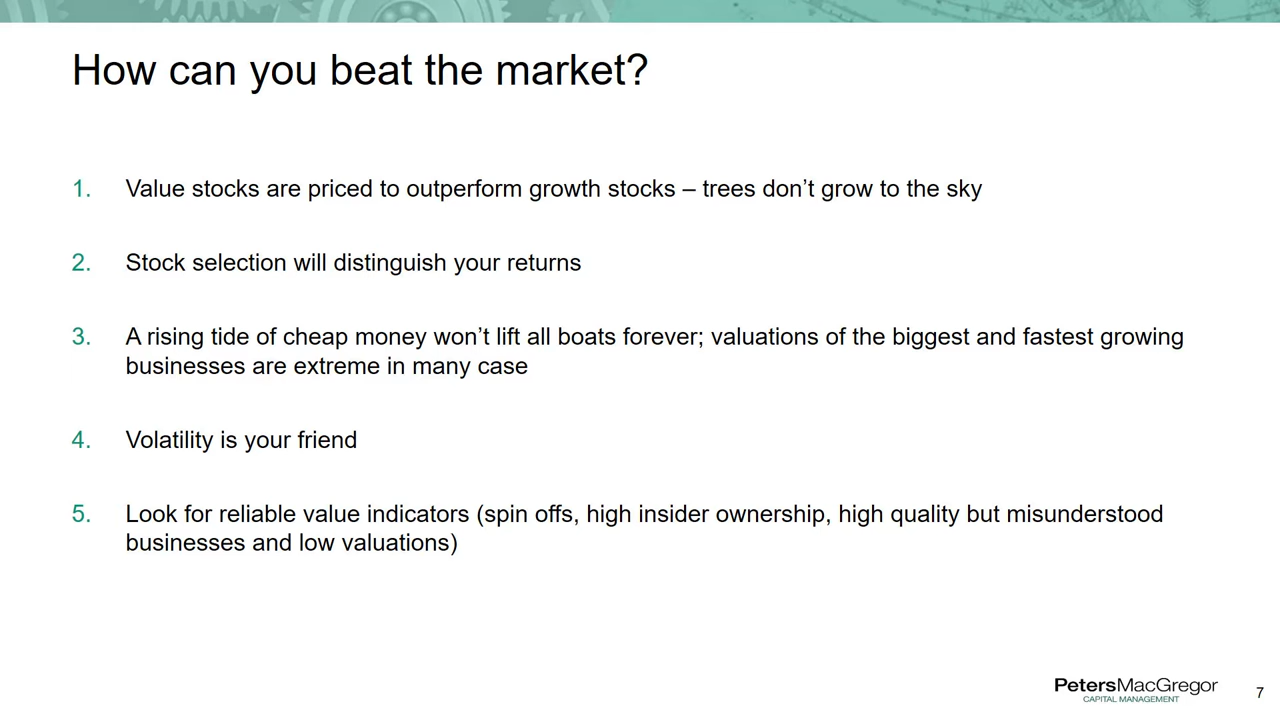 How can you beat the market?
1. Value stocks are priced to outperform growth stocks – trees don’t grow to the sky
2. Stock selection will distinguish your returns
3. A rising tide of cheap money won’t lift all boats forever; valuations of the biggest and fastest growing
businesses are extreme in many case
4. Volatility is your friend
5. Look for reliable value indicators (spin offs, high insider ownership, high quality but misunderstood
businesses and low valuations)
PetersMacGregor
CAPITAL MANAGEMENT
7